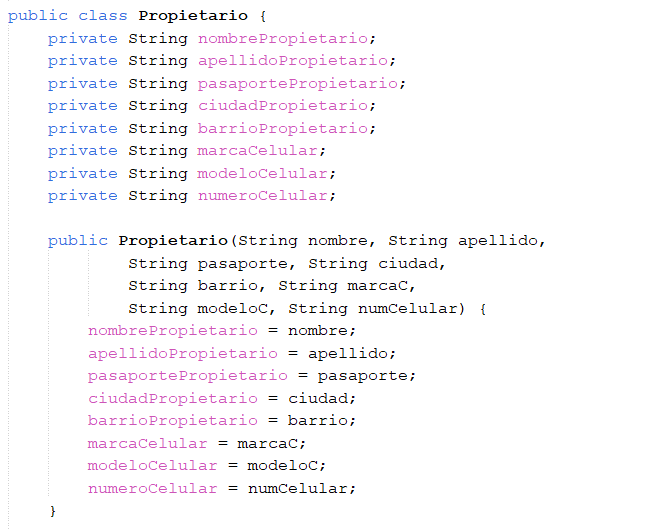 public class Propietario {
private String nombrePropietario;
private String apellidoPropietario;
private String pasaportePropietario;
private String ciudadPropietario;
private String barrioPropietario;
private String marcaCelular;
private String modeloCelular;
private String numeroCelular;
public Propietario(String nombre, String apellido,
String pasaporte, String ciudad,
String barrio, String marcaC,
String modeloC, String numCelular) {
nombrePropietario = nombre;
apellidoPropietario = apellido;
pasaportePropietario = pasaporte;
ciudadPropietario = ciudad;
barrioPropietario = barrio;
marcaCelular = marcaC;
modeloCelular = modeloC;
numeroCelular = numCelular;
}